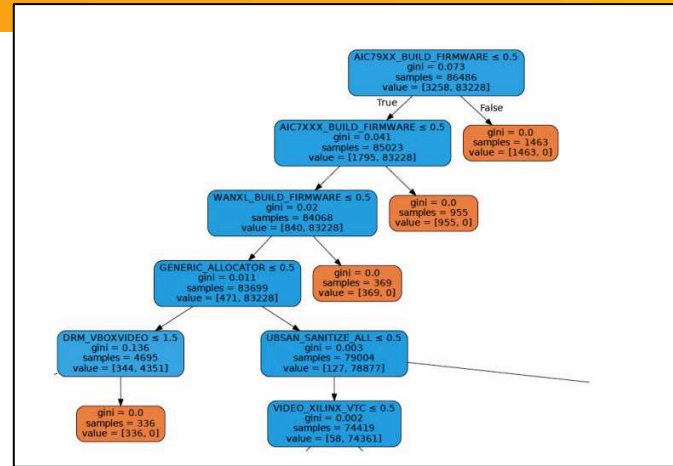 AIC79XX_BUILD_FIRMWARE ≤ 0.5
gini = 0.073
samples = 86486
value = [3258, 83228]
True
False
AIC7XXX_BUILD_FIRMWARE ≤ 0.5
gini = 0.041
samples = 85023
value = [1795, 83228]
gini = 0.0
samples = 1463
value = [1463, 0]
WANXL_BUILD_FIRMWARE ≤ 0.5
gini = 0.02
samples = 84068
value = [840, 83228]
gini = 0.0
samples = 955
value = [955, 0]
GENERIC_ALLOCATOR ≤ 0.5
gini = 0.011
samples = 83699
value = [471, 83228]
gini = 0.0
samples = 369
value = [369, 0]
DRM_VBOXVIDEO ≤ 1.5
gini = 0.136
samples = 4695
value = [344, 4351]
UBSAN_SANITIZE_ALL ≤ 0.5
gini = 0.003
samples = 79004
value = [127, 78877]
gini = 0.0
samples = 336
value = [336, 0]
VIDEO_XILINX_VTC ≤ 0.5
gini = 0.002
samples = 74419
value = [58, 74361]